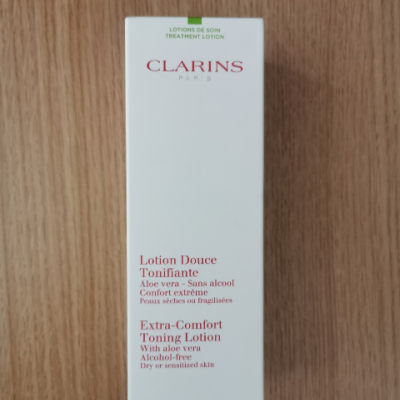 LOTIONS DE SOIN
TREATMENT LOTION
CLARINS
PARIS
Lotion Douce
Tonifiante
Aloe vera - Sans alcool
Confort extrême
Peaux sèches ou fragilisées
Extra-Comfort
Toning Lotion
With aloe vera
Alcohol-free
Dry or sensitized skin